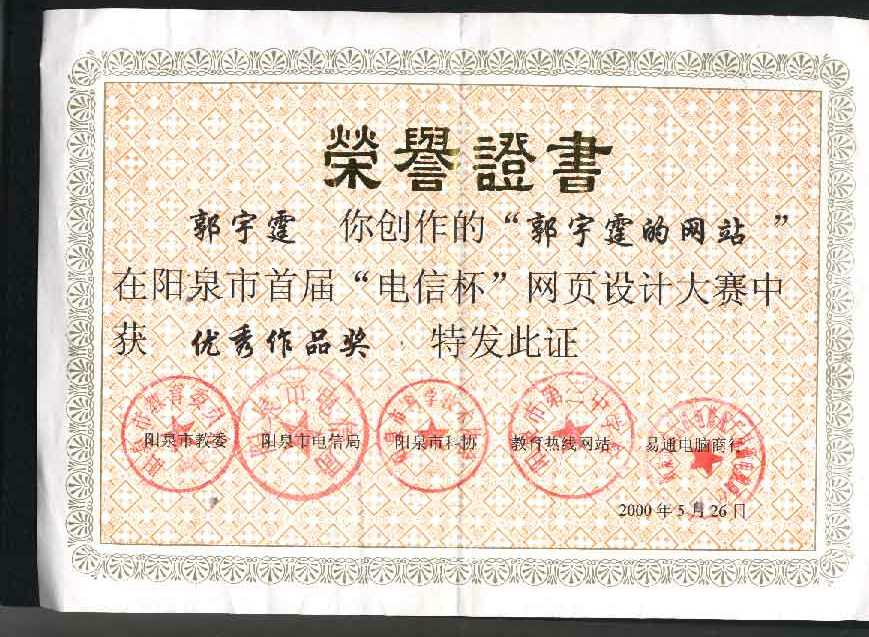 榮譽證書
郭宇霆 你创作的“郭宇霆的网站”
在阳泉市首届“电信杯”网页设计大赛中
获 优秀作品奖 特发此证
阳泉市教委 阳泉市电信局 阳泉市科协 教育热线网站 易通电脑商行
2000年5月26日